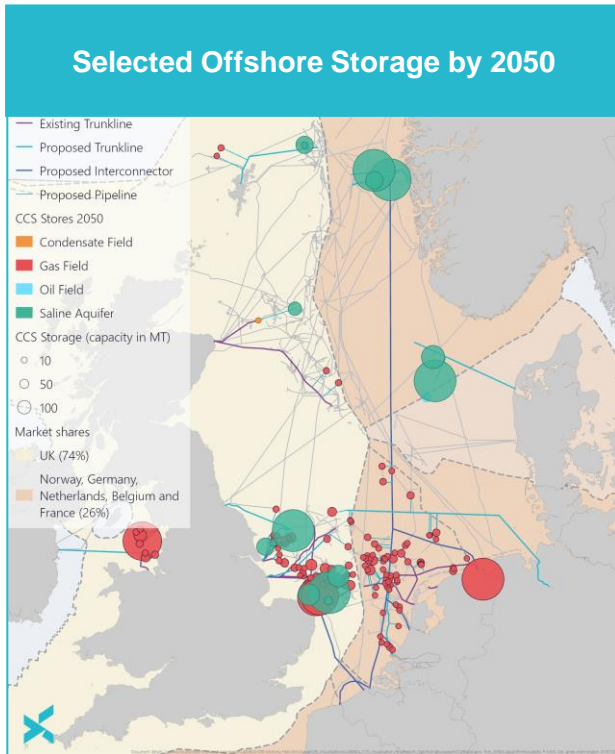 Selected Offshore Storage by 2050
Existing Trunkline
Proposed Trunkline
Proposed Interconnector
Proposed Pipeline
CCS Stores 2050
Condensate Field
Gas Field
Oil Field
Saline Aquifer
CCS Storage (capacity in MT)
10
50
100
Market shares
UK (74%)
Norway, Germany,
Netherlands, Belgium and
France (26%)